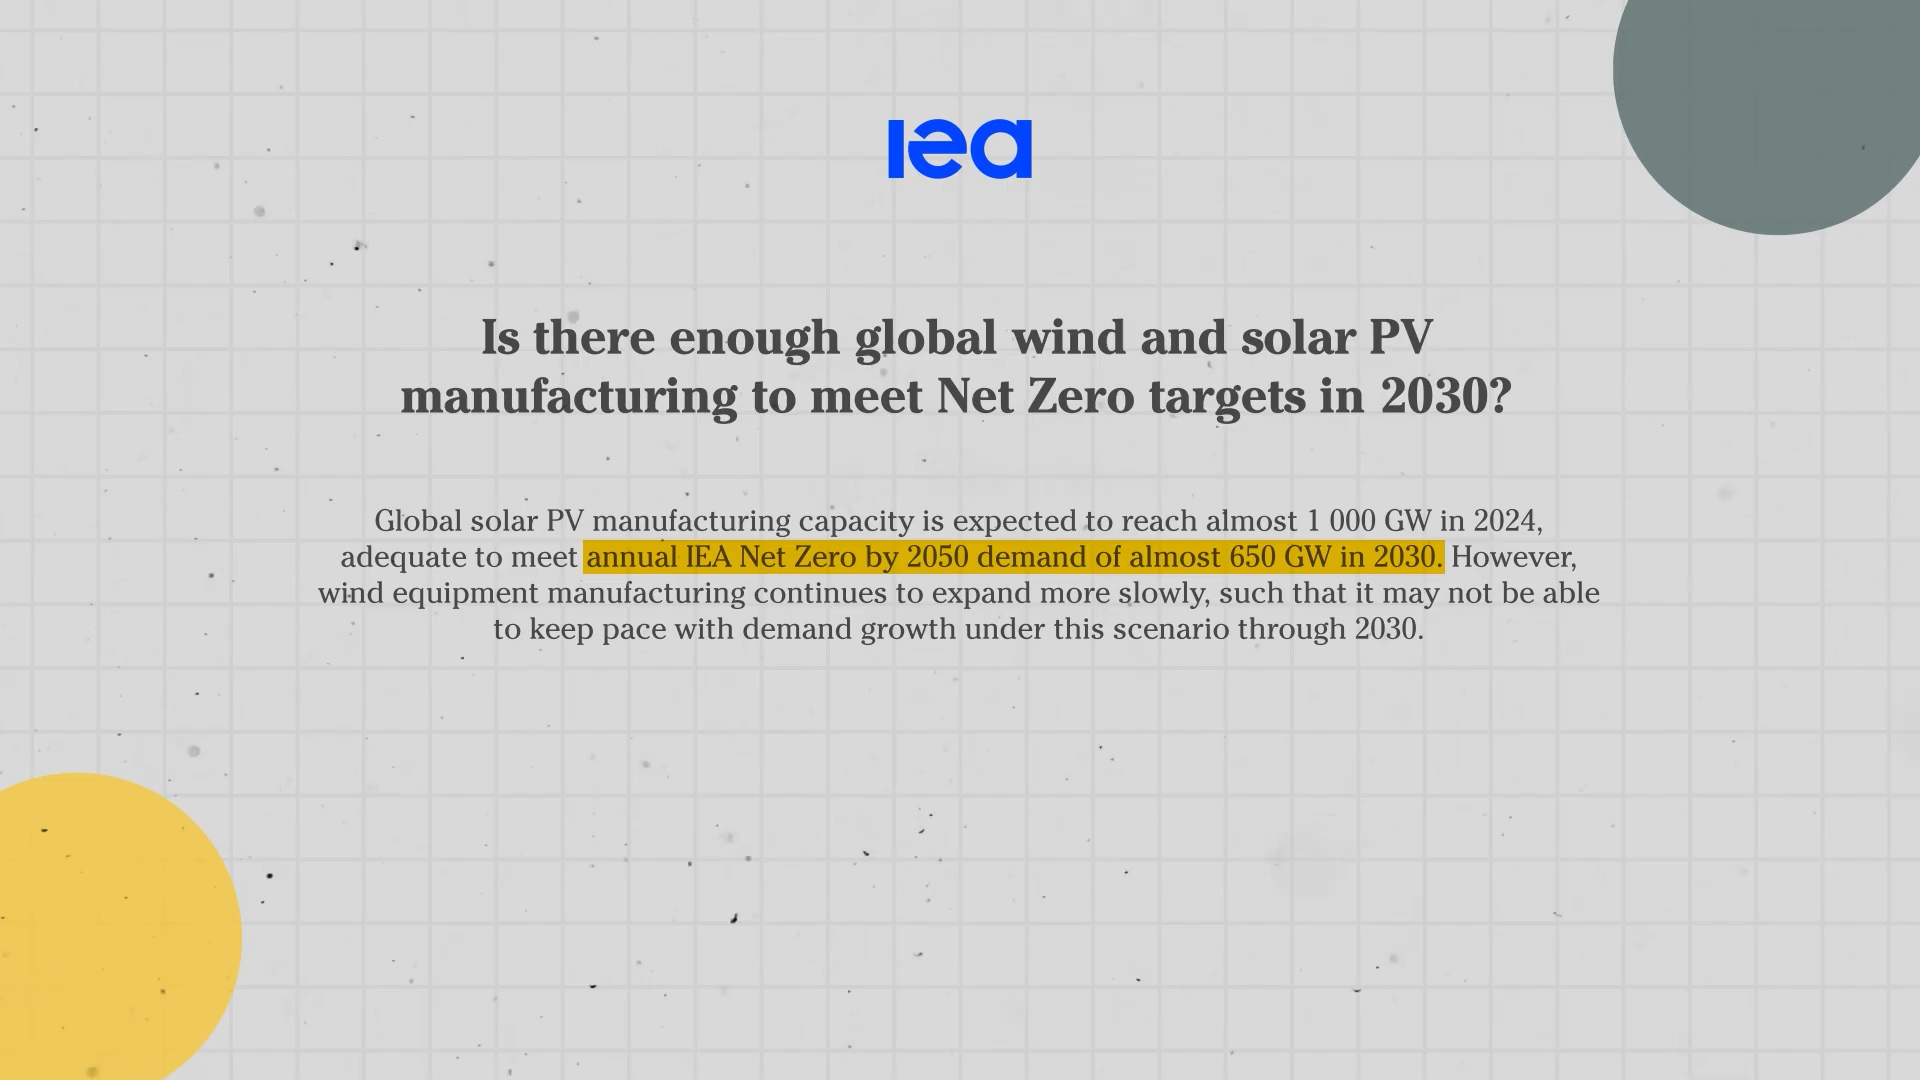 iea
Is there enough global wind and solar PV
manufacturing to meet Net Zero targets in 2030?
Global solar PV manufacturing capacity is expected to reach almost 1 000 GW in 2024,
adequate to meet annual IEA Net Zero by 2050 demand of almost 650 GW in 2030. However,
wind equipment manufacturing continues to expand more slowly, such that it may not be able
to keep pace with demand growth under this scenario through 2030.